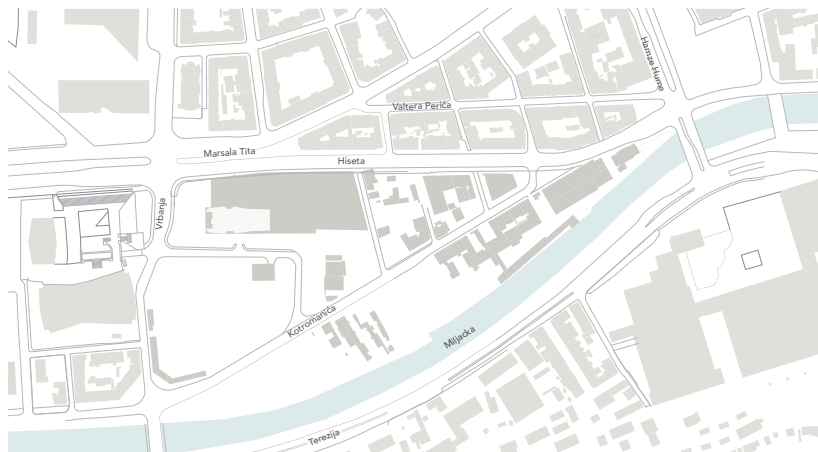 Hamze Hume
Valtera Perića
Marsala Tita
Hiseta
Vrbanja
Kotromanića
Miljacka
Terezija